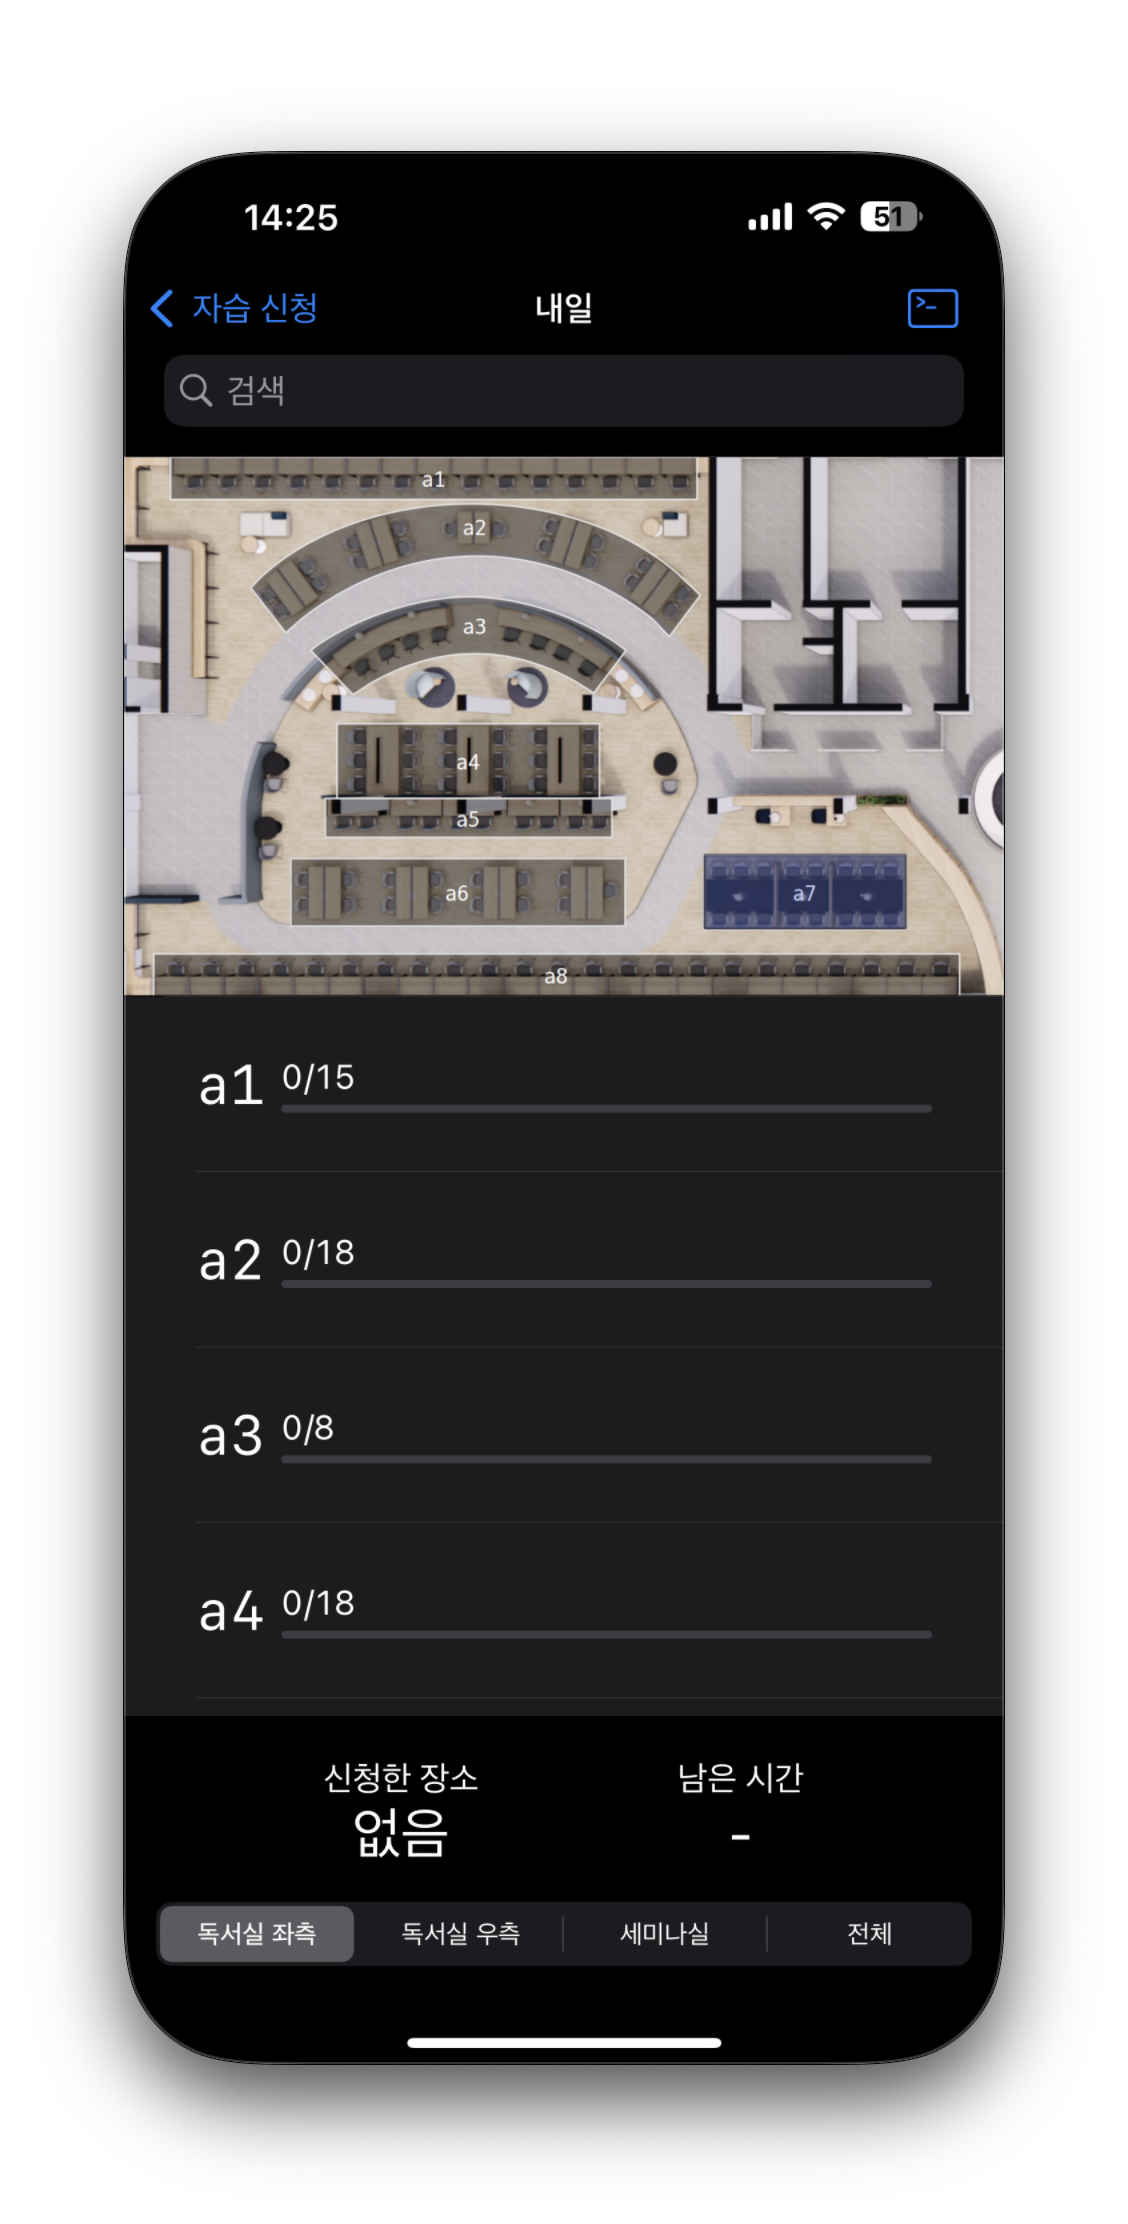 14:25
51
자습 신청
내일
검색
a1
a2
a3
a4
a5
a6
a7
a8
a1 0/15
a2 0/18
a3 0/8
a4 0/18
신청한 장소 남은 시간
없음 -
독서실 좌측 독서실 우측 세미나실 전체